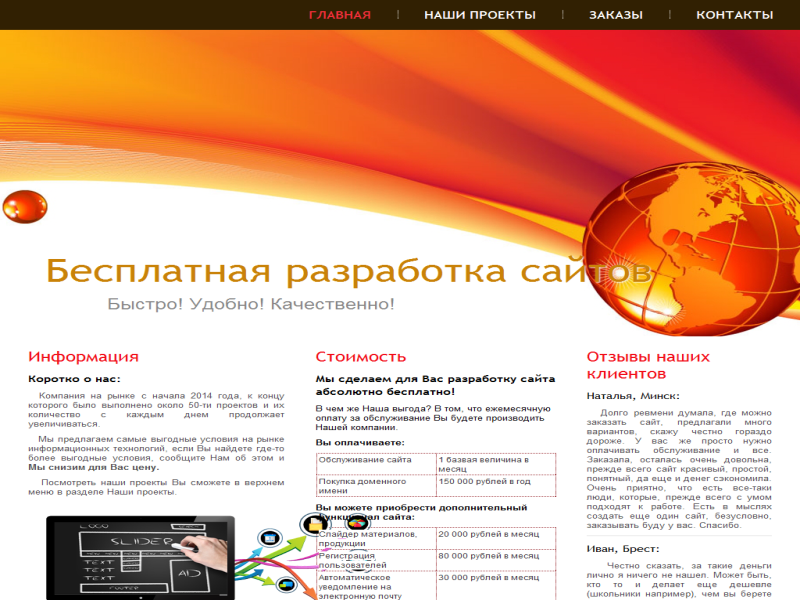 ГЛАВНАЯ | НАШИ ПРОЕКТЫ | ЗАКАЗЫ | КОНТАКТЫ
Бесплатная разработка сайтов
Быстро! Удобно! Качественно!
Информация
Коротко о нас:
Компания на рынке с начала 2014 года, к концу
которого было выполнено около 50-ти проектов и их
количество с каждым днем продолжает
увеличиваться.
Мы предлагаем самые выгодные условия на рынке
информационных технологий, если Вы найдете где-то
более выгодные условия, сообщите Нам об этом и
Мы снизим для Вас цену.
Посмотреть наши проекты Вы сможете в верхнем
меню в разделе Наши проекты.
LOGO
SLIDER
MENU MENU MENU MENU MENU
TEXT
TEXT
TEXT
AD
FOOTER
Стоимость
Мы сделаем для Вас разработку сайта
абсолютно бесплатно!
В чем же Наша выгода? В том, что ежемесячную
оплату за обслуживание Вы будете производить
Нашей компании.
Вы оплачиваете:
Обслуживание сайта 1 базвая величина в
месяц
Покупка доменного
имени 150 000 рублей в год
Вы можете приобрести дополнительный
функционал сайта:
Слайдер материалов,
продукции 20 000 рублей в месяц
Регистрация
пользователей 80 000 рублей в месяц
Автоматическое
уведомление на
электронную почту 30 000 рублей в месяц
Отзывы наших
клиентов
Наталья, Минск:
Долго ревмени думала, где можно
заказать сайт, предлагали много
вариантов, скажу честно гораздо
дороже. У вас же просто нужно
оплачивать обслуживание и все.
Заказала, осталась очень довольна,
прежде всего сайт красивый, простой,
понятный, да еще и денег сэкономила.
Очень приятно, что есть все-таки
люди, которые, прежде всего с умом
подходят к работе. Есть в мыслях
создать еще один сайт, безусловно,
заказывать буду у вас. Спасибо.
Иван, Брест:
Честно сказать, за такие деньги
лично я ничего не нашел. Может быть,
кто то и делает еще дешевле
(школьники например), чем вы берете